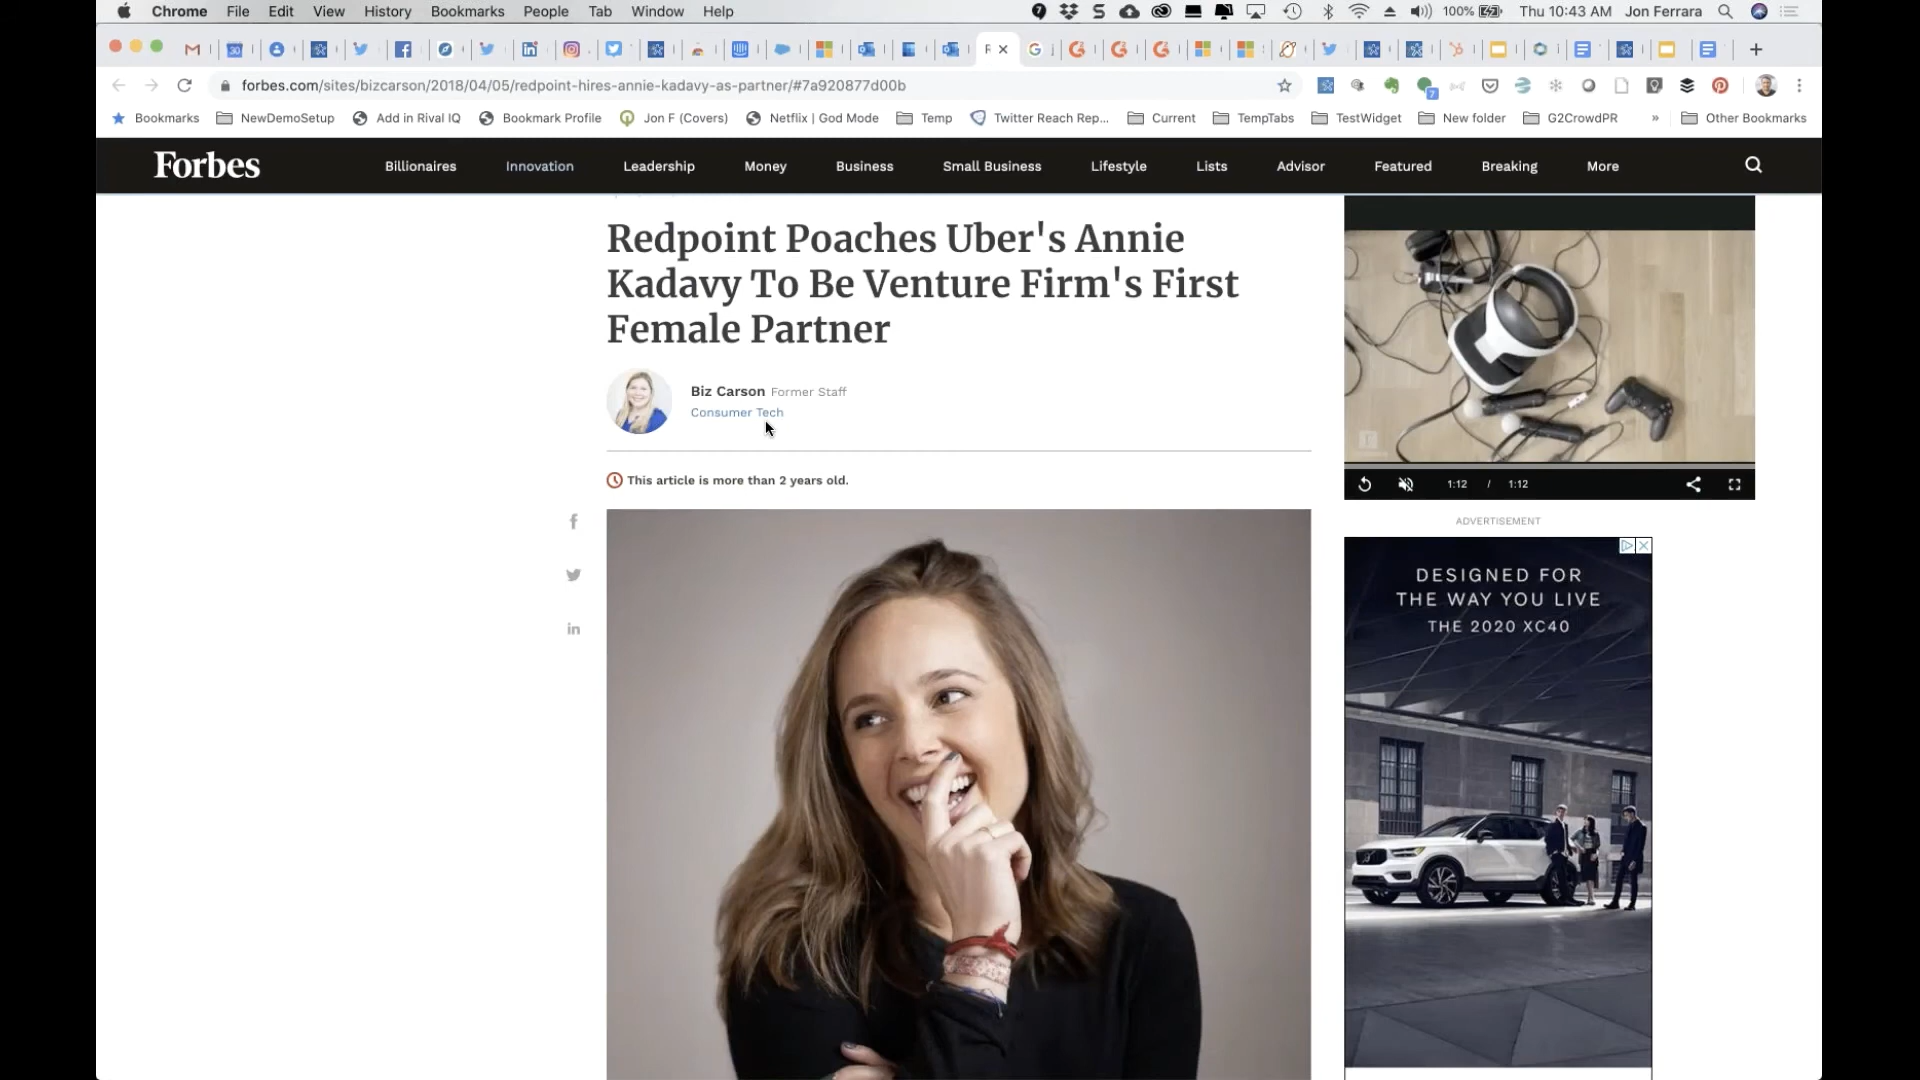 Chrome File Edit View History Bookmarks People Tab Window Help
100% Thu 10:43 AM Jon Ferrara
forbes.com/sites/bizcarson/2018/04/05/redpoint-hires-annie-kadavy-as-partner/#7a920877d00b
Bookmarks NewDemoSetup Add in Rival IQ Bookmark Profile Jon F (Covers) Netflix | God Mode Temp Twitter Reach Rep... Current TempTabs TestWidget New folder G2CrowdPR » Other Bookmarks
Forbes Billionaires Innovation Leadership Money Business Small Business Lifestyle Lists Advisor Featured Breaking More
Redpoint Poaches Uber's Annie
Kadavy To Be Venture Firm's First
Female Partner
Biz Carson Former Staff
Consumer Tech
This article is more than 2 years old.
1:12 / 1:12
ADVERTISEMENT
DESIGNED FOR
THE WAY YOU LIVE
THE 2020 XC40